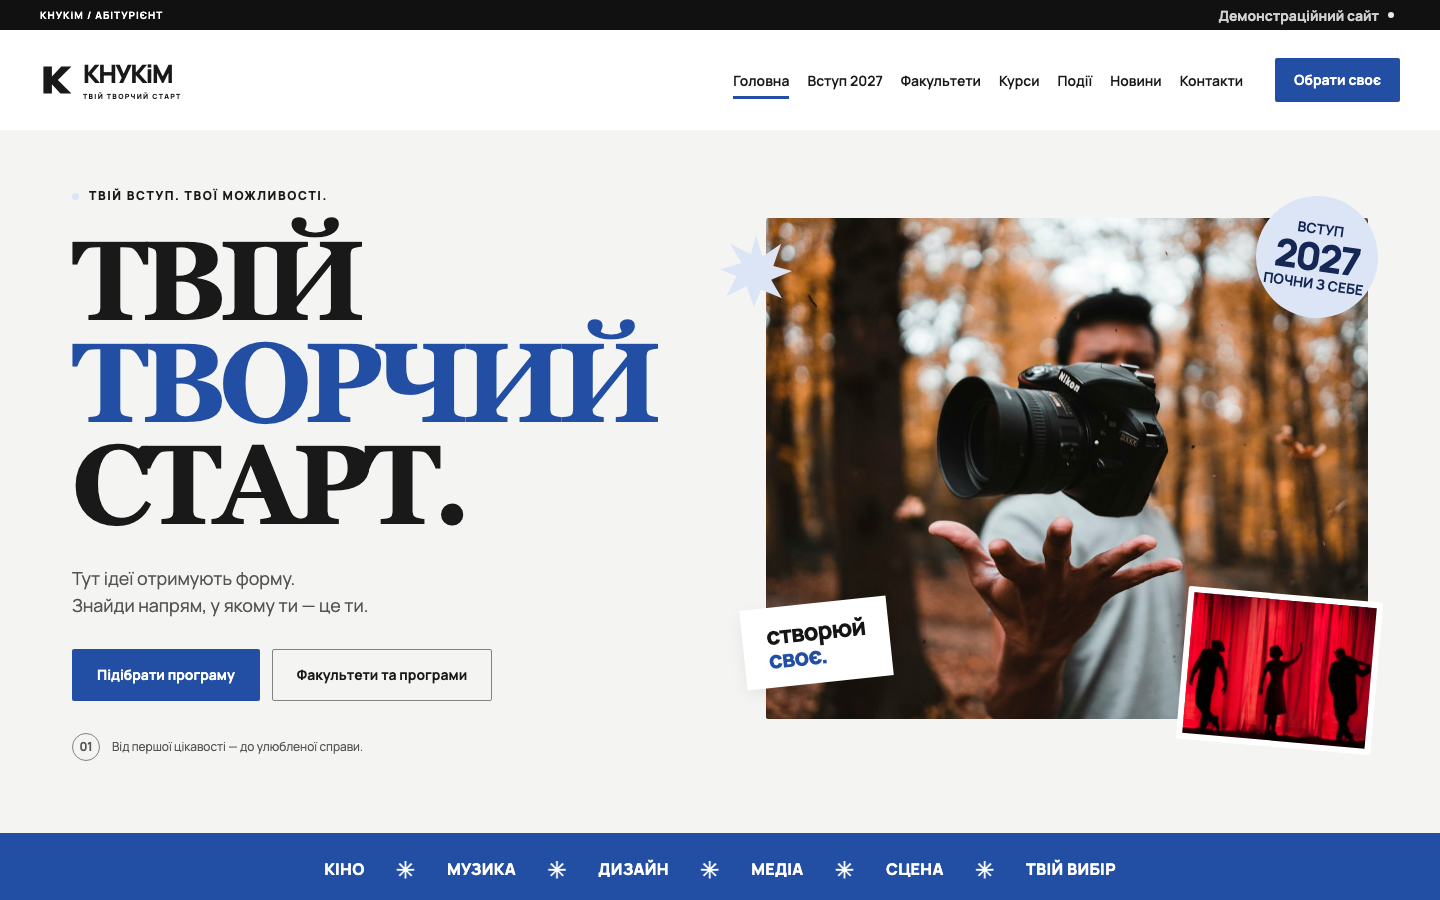 КНУКІМ / АБІТУРІЄНТ
Демонстраційний сайт
К КНУКіМ
ТВІЙ ТВОРЧИЙ СТАРТ
Головна
Вступ 2027
Факультети
Курси
Події
Новини
Контакти
Обрати своє
ТВІЙ ВСТУП. ТВОЇ МОЖЛИВОСТІ.
ТВІЙ
ТВОРЧИЙ
СТАРТ.
Тут ідеї отримують форму.
Знайди напрям, у якому ти — це ти.
Підібрати програму
Факультети та програми
01
Від першої цікавості — до улюбленої справи.
ВСТУП
2027
ПОЧНИ З СЕБЕ
Nikon
створюй
своє.
КІНО
МУЗИКА
ДИЗАЙН
МЕДІА
СЦЕНА
ТВІЙ ВИБІР